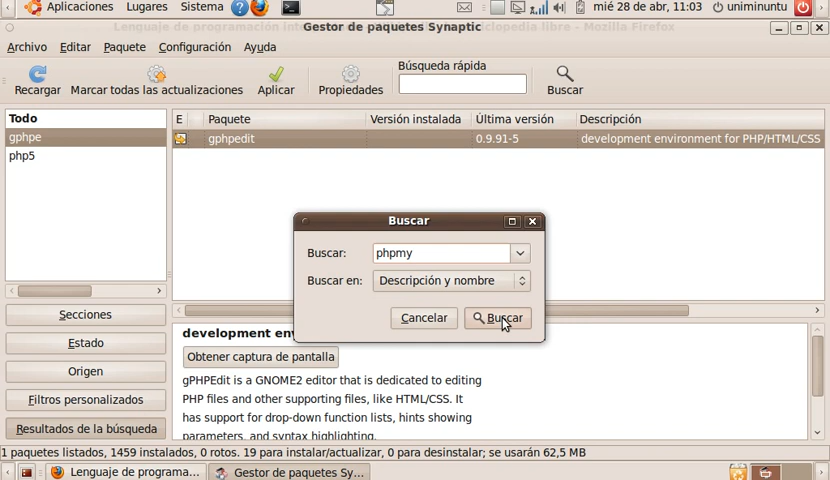 Aplicaciones Lugares Sistema mié 28 de abr, 11:03 uniminuntu
Gestor de paquetes Synaptic
Archivo Editar Paquete Configuración Ayuda
Búsqueda rápida
Recargar Marcar todas las actualizaciones Aplicar Propiedades Buscar
Todo
gphpe
php5
E Paquete Versión instalada Última versión Descripción
gphpedit 0.9.91-5 development environment for PHP/HTML/CSS
Buscar
Buscar: phpmy
Buscar en: Descripción y nombre
Cancelar Buscar
Secciones
Estado
Origen
Filtros personalizados
Resultados de la búsqueda
development env
Obtener captura de pantalla
gPHPEdit is a GNOME2 editor that is dedicated to editing
PHP files and other supporting files, like HTML/CSS. It
has support for drop-down function lists, hints showing
parameters, and syntax highlighting.
1 paquetes listados, 1459 instalados, 0 rotos. 19 para instalar/actualizar, 0 para desinstalar; se usarán 62,5 MB
Lenguaje de programa... Gestor de paquetes Sy...